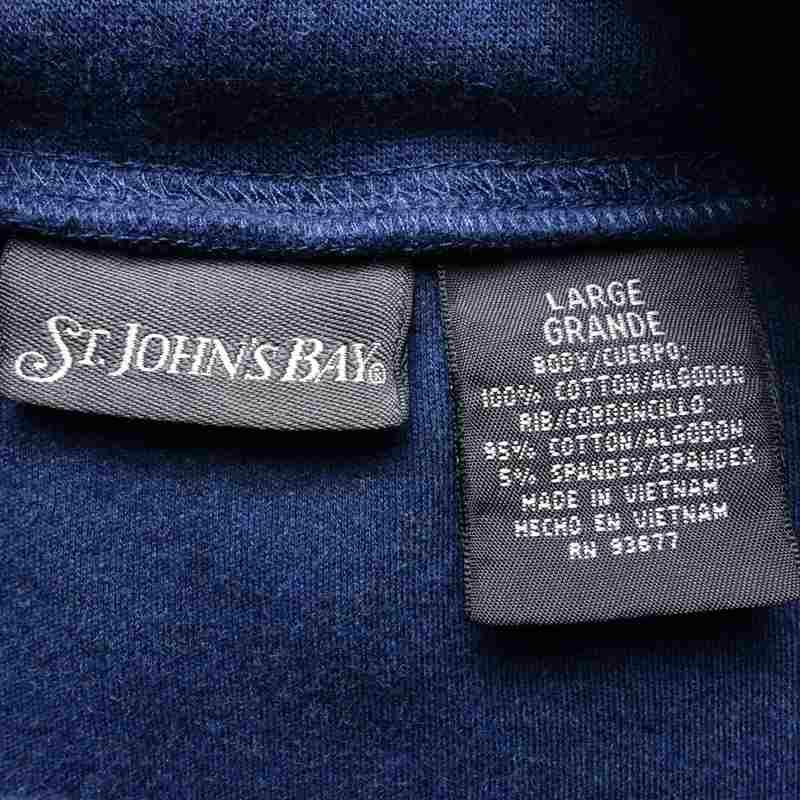 ST. JOHN'S BAY®
LARGE
GRANDE
BODY/CUERPO:
100% COTTON/ALGODON
RIB/CORDONCILLO:
95% COTTON/ALGODON
5% SPANDEX/SPANDEX
MADE IN VIETNAM
HECHO EN VIETNAM
RN 93677